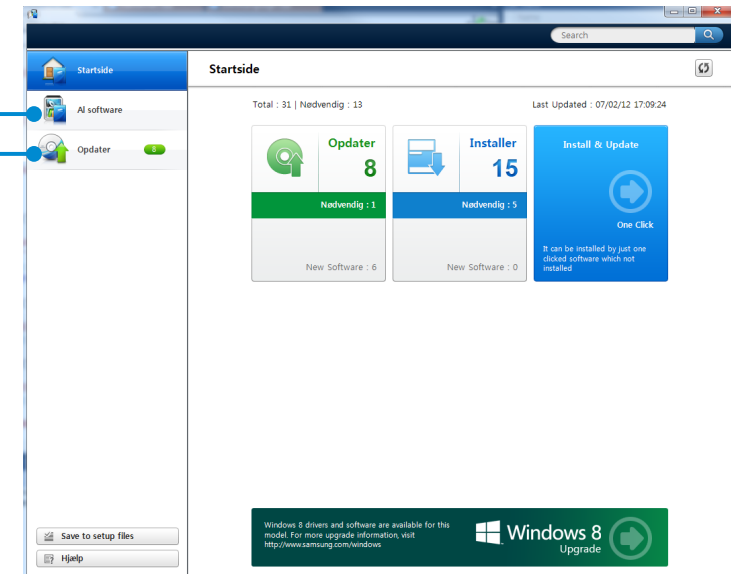 Search
Startside
AI software
Opdater 8
Save to setup files
Hjælp
Startside
Total : 31 | Nødvendig : 13
Last Updated : 07/02/12 17:09:24
Opdater
8
Nødvendig : 1
New Software : 6
Installer
15
Nødvendig : 5
New Software : 0
Install & Update
One Click
It can be installed by just one
clicked software which not
installed
Windows 8 drivers and software are available for this
model. For more upgrade information, visit
http://www.samsung.com/windows
Windows 8
Upgrade